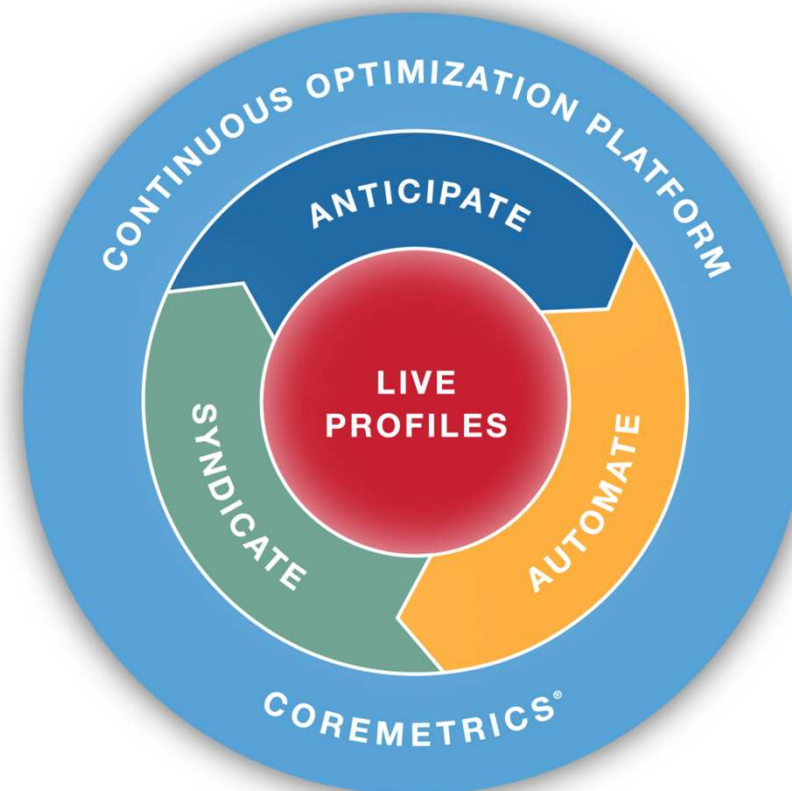 CONTINUOUS OPTIMIZATION PLATFORM
ANTICIPATE
LIVE
PROFILES
AUTOMATE
SYNDICATE
COREMETRICS®